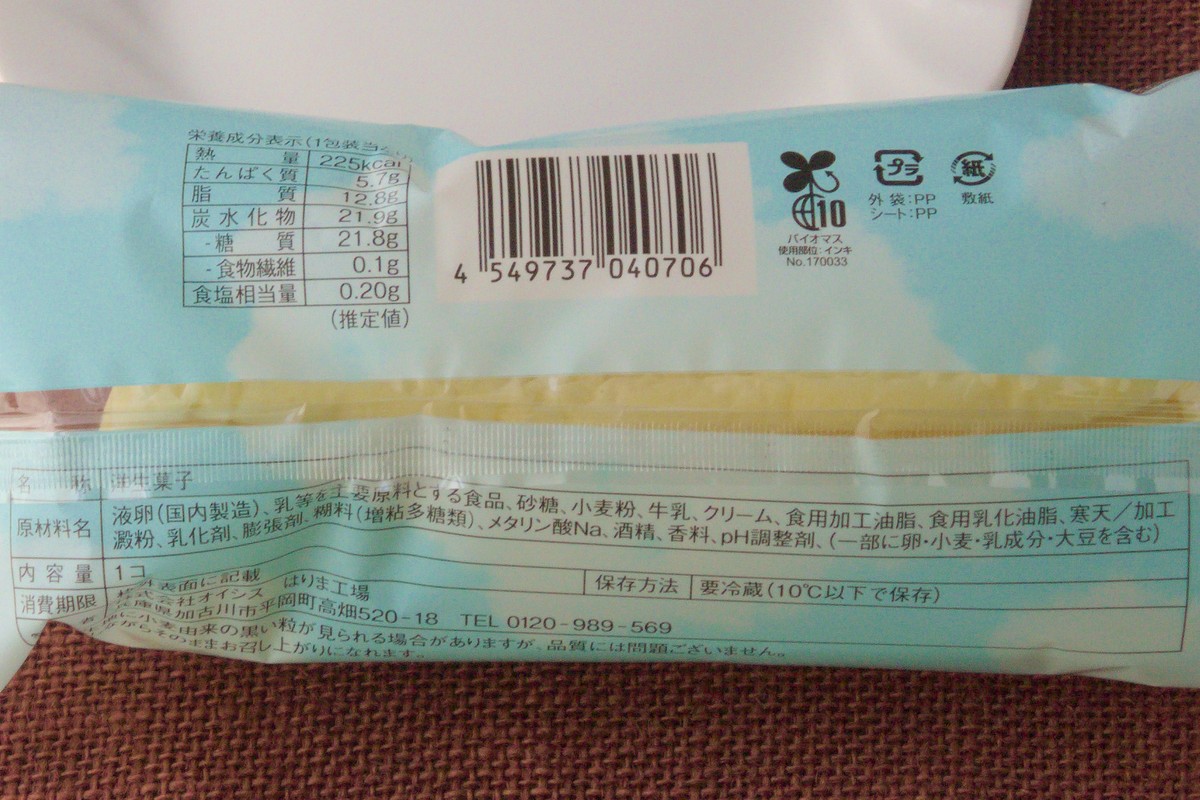 栄養成分表示(1包装当
熱量 225kcal
たんぱく質 5.7g
脂質 12.8g
炭水化物 21.9g
-糖質 21.8g
-食物繊維 0.1g
食塩相当量 0.20g
(推定値)
4 549737 040706
10
バイオマス
使用部位:インキ
No.170033
プラ
外袋:PP
シート:PP
紙
敷紙
名称 洋生菓子
原材料名 液卵(国内製造)、乳等を主要原料とする食品、砂糖、小麦粉、牛乳、クリーム、食用加工油脂、食用乳化油脂、寒天/加工
澱粉、乳化剤、膨張剤、糊料(増粘多糖類)、メタリン酸Na、酒精、香料、pH調整剤、(一部に卵・小麦・乳成分・大豆を含む)
内容量 1コ 保存方法 要冷蔵(10℃以下で保存)
消費期限 表面に記載
株式会社オイシス はりま工場
兵庫県加古川市平岡町高畑520-18 TEL 0120-989-569
に小麦由来の黒い粒が見られる場合がありますが、品質には問題ございません。
そのままお召し上がりになれます。